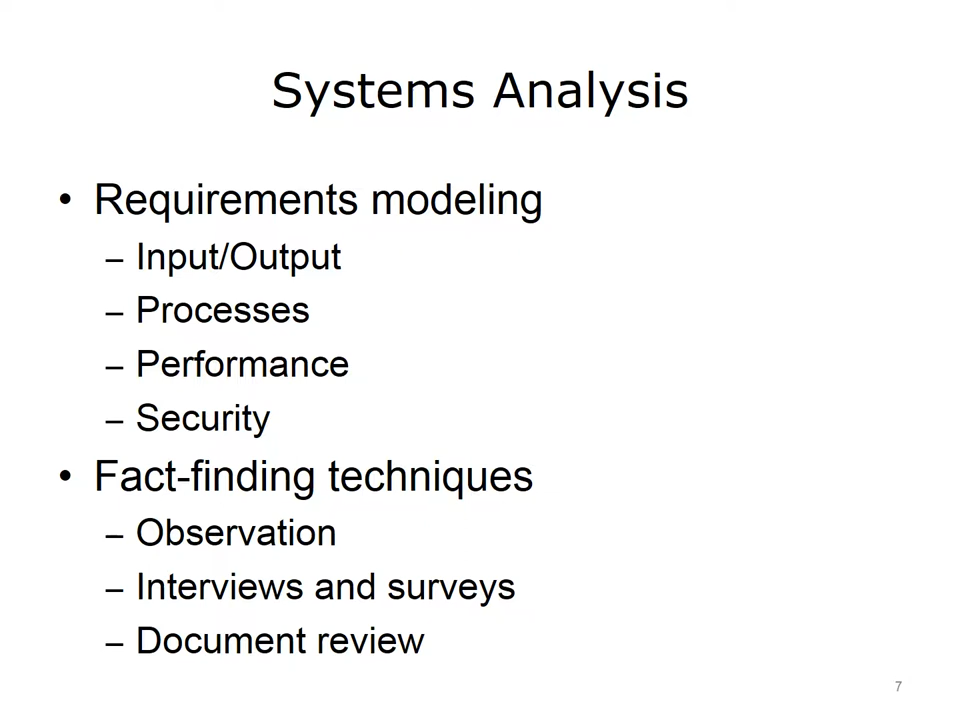 Systems Analysis
• Requirements modeling
– Input/Output
– Processes
– Performance
– Security
• Fact-finding techniques
– Observation
– Interviews and surveys
– Document review
7